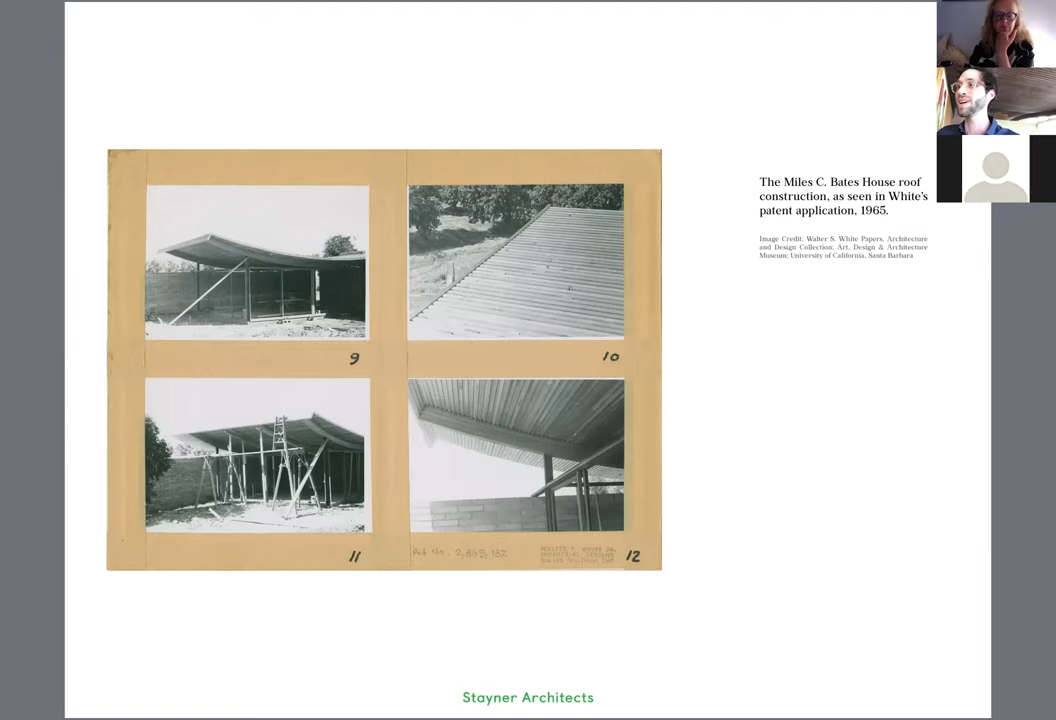 The Miles C. Bates House roof
construction, as seen in White's
patent application, 1965.
Image Credit: Walter S. White Papers, Architecture
and Design Collection; Art, Design & Architecture
Museum; University of California, Santa Barbara
9
10
11
12
Stayner Architects